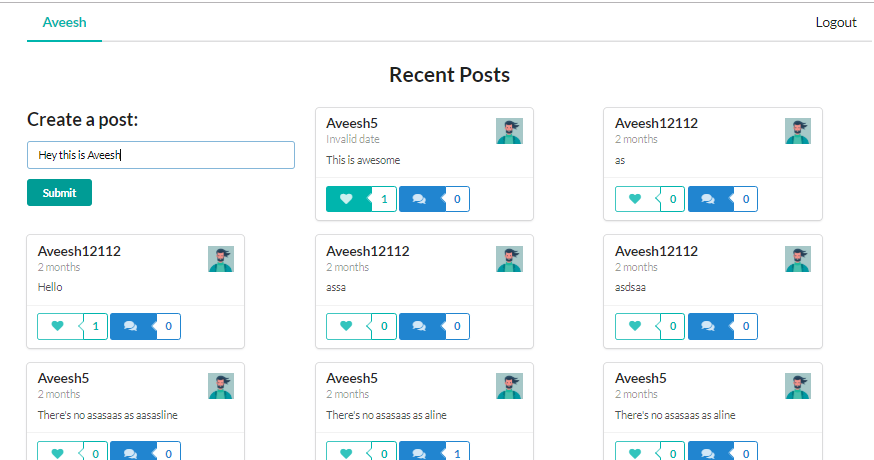 Aveesh
Logout
Recent Posts
Create a post:
Hey this is Aveesh
Submit
Aveesh5
Invalid date
This is awesome
1
0
Aveesh12112
2 months
as
0
0
Aveesh12112
2 months
Hello
1
0
Aveesh12112
2 months
assa
0
0
Aveesh12112
2 months
asdsaa
0
0
Aveesh5
2 months
There's no asasaas as aasasline
0
0
Aveesh5
2 months
There's no asasaas as aline
0
1
Aveesh5
2 months
There's no asasaas as aline
0
0